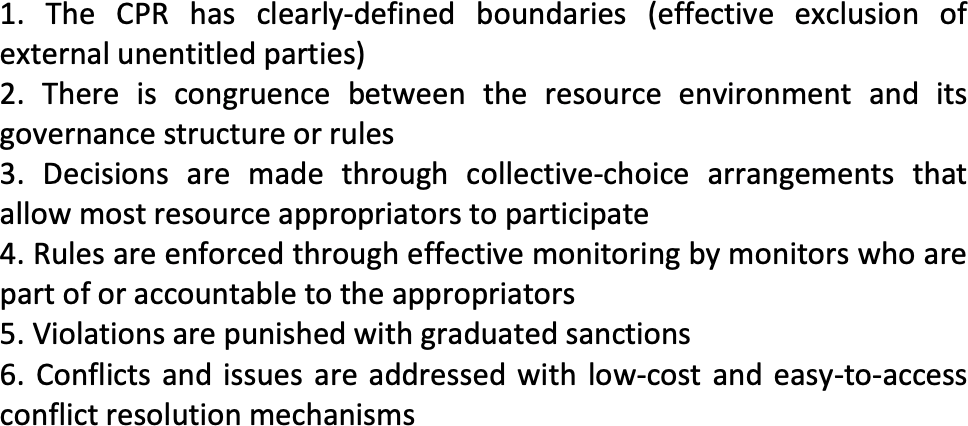 1. The CPR has clearly-defined boundaries (effective exclusion of
external unentitled parties)
2. There is congruence between the resource environment and its
governance structure or rules
3. Decisions are made through collective-choice arrangements that
allow most resource appropriators to participate
4. Rules are enforced through effective monitoring by monitors who are
part of or accountable to the appropriators
5. Violations are punished with graduated sanctions
6. Conflicts and issues are addressed with low-cost and easy-to-access
conflict resolution mechanisms